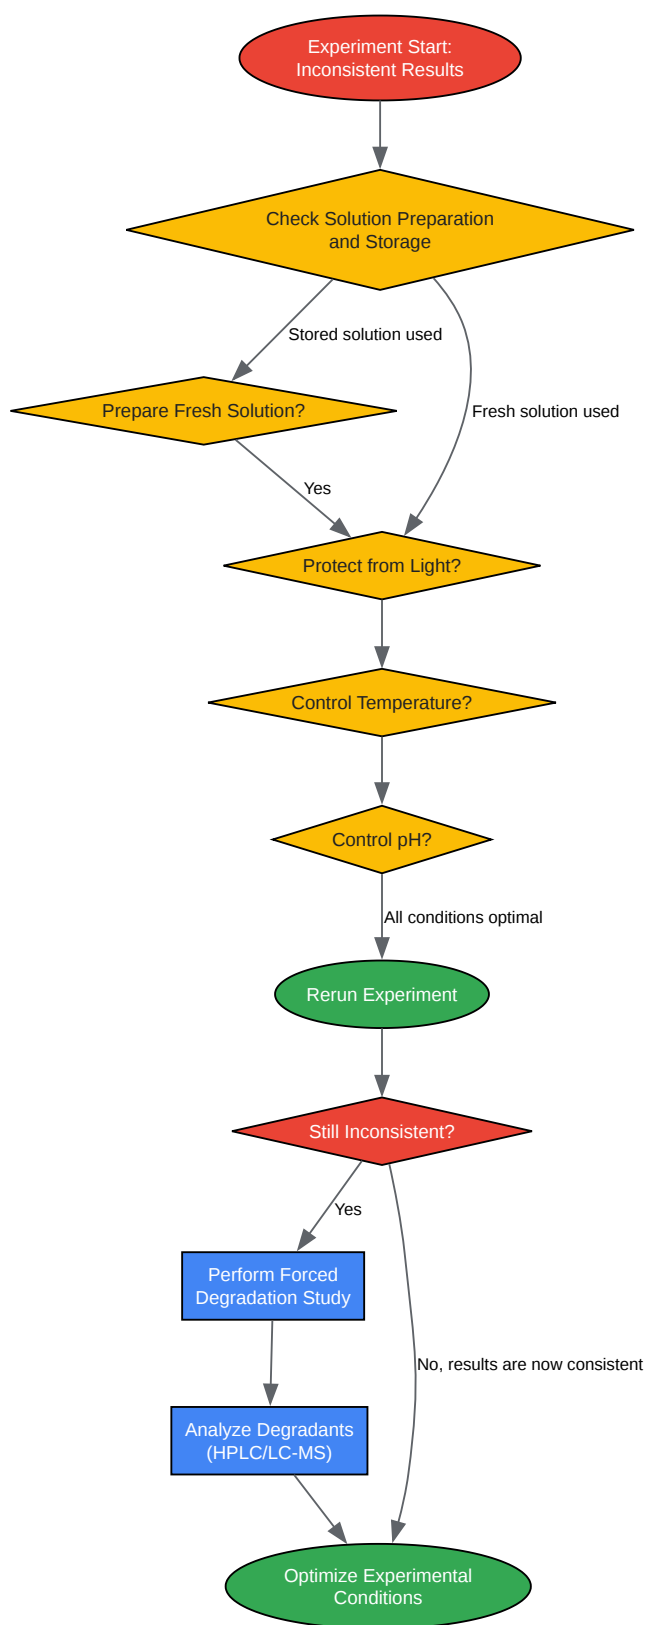 Experiment Start:
Inconsistent Results
Check Solution Preparation
and Storage
Stored solution used
Fresh solution used
Prepare Fresh Solution?
Yes
Protect from Light?
Control Temperature?
Control pH?
All conditions optimal
Rerun Experiment
Still Inconsistent?
Yes
Perform Forced
Degradation Study
No, results are now consistent
Analyze Degradants
(HPLC/LC-MS)
Optimize Experimental
Conditions